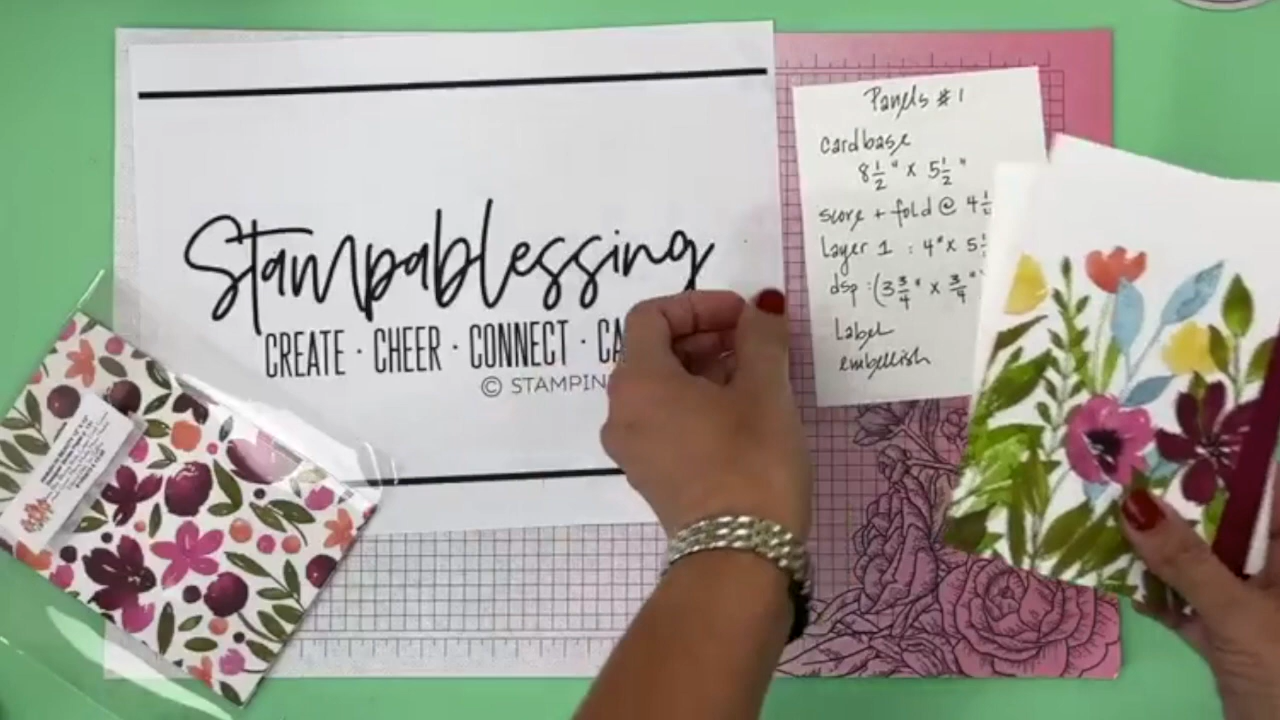 Stampablessing
CREATE · CHEER · CONNECT ·
© STAMPIN
Panels #1
cardbase
8 1/2" x 5 1/2"
score + fold @ 4
layer 1 : 4" x 5
dsp : (3 3/4" x 3/4"
Label
embellish